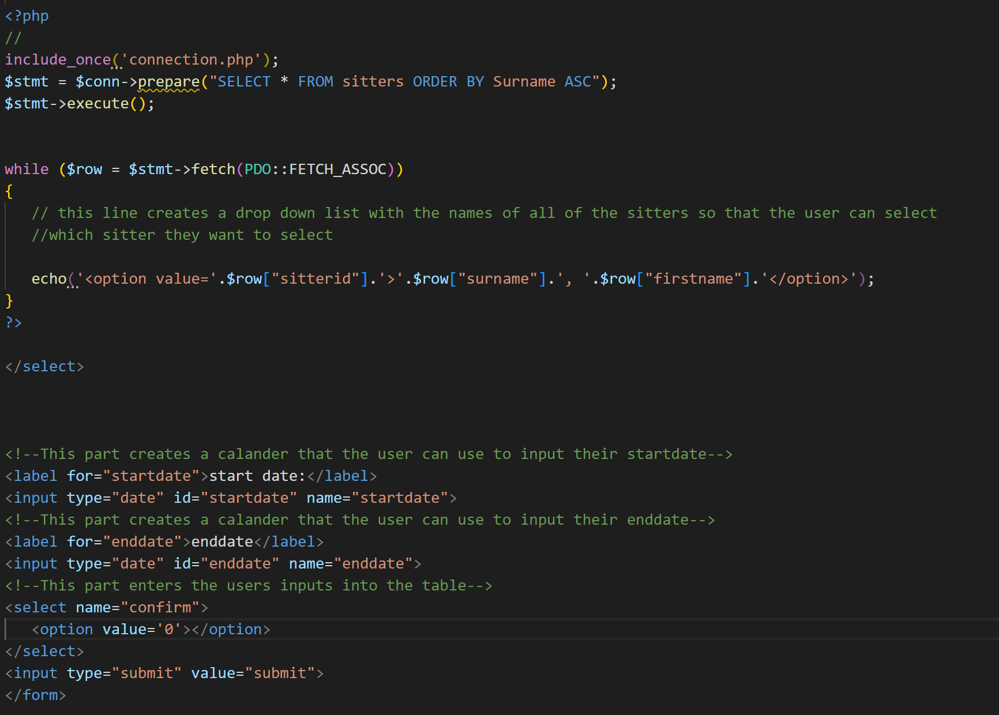 <?php
//
include_once('connection.php');
$stmt = $conn->prepare("SELECT * FROM sitters ORDER BY Surname ASC");
$stmt->execute();
while ($row = $stmt->fetch(PDO::FETCH_ASSOC))
{
// this line creates a drop down list with the names of all of the sitters so that the user can select
//which sitter they want to select
echo('<option value='.$row["sitterid"].'>'.$row["surname"].', '.$row["firstname"].'</option>');
}
?>
</select>
<!--This part creates a calander that the user can use to input their startdate-->
<label for="startdate">start date:</label>
<input type="date" id="startdate" name="startdate">
<!--This part creates a calander that the user can use to input their enddate-->
<label for="enddate">enddate</label>
<input type="date" id="enddate" name="enddate">
<!--This part enters the users inputs into the table-->
<select name="confirm">
<option value='0'></option>
</select>
<input type="submit" value="submit">
</form>